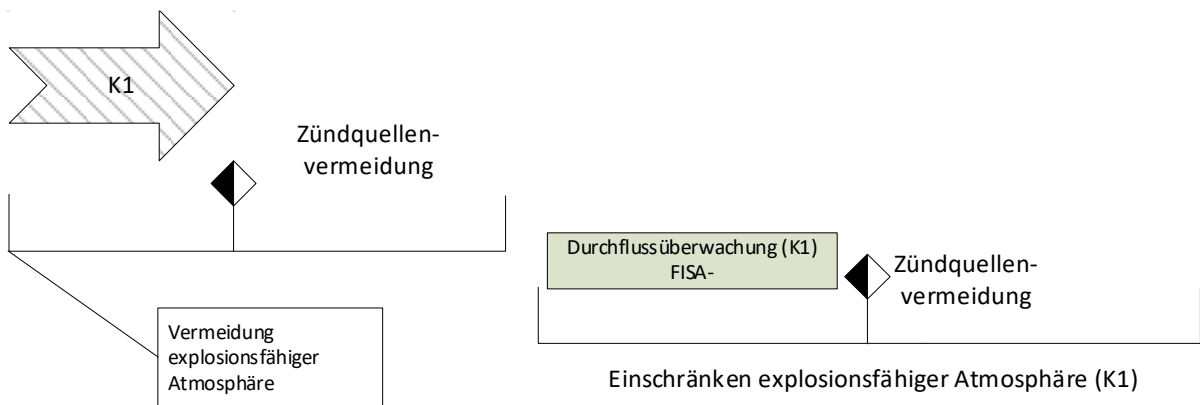 K1
Zündquellen-
vermeidung
Vermeidung
explosionsfähiger
Atmosphäre
Durchflussüberwachung (K1)
FISA-
Zündquellen-
vermeidung
Einschränken explosionsfähiger Atmosphäre (K1)